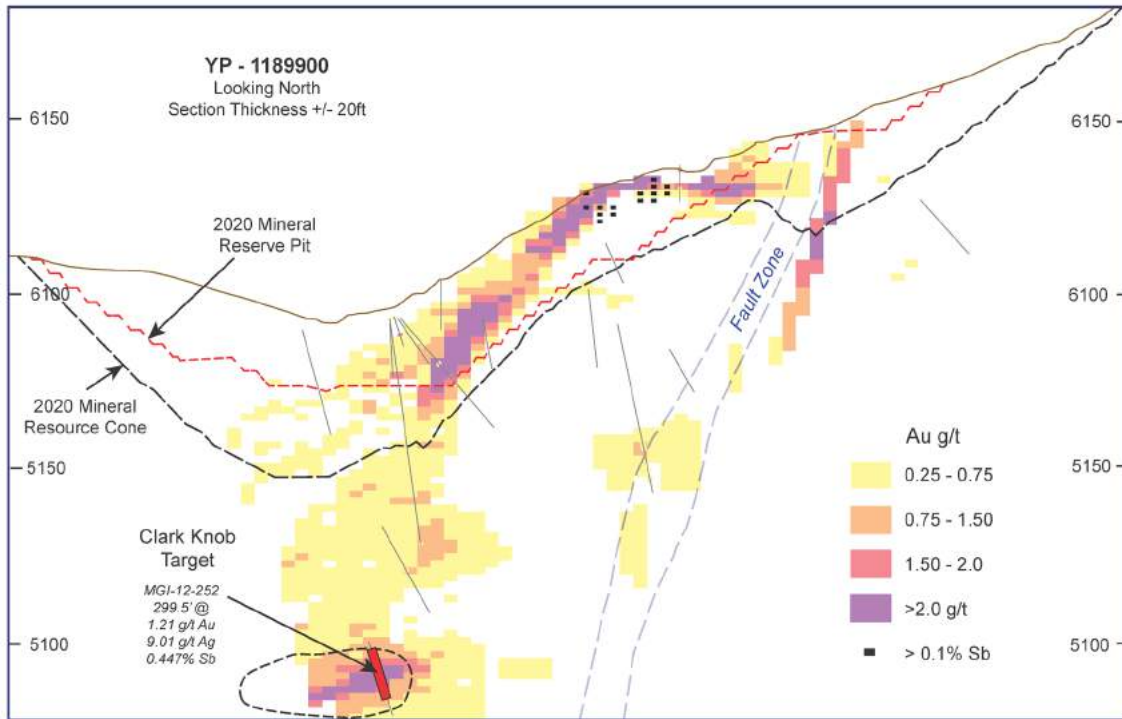 YP - 1189900
Looking North
Section Thickness +/- 20ft
6150
6150
2020 Mineral
Reserve Pit
6100
6100
Fault Zone
2020 Mineral
Resource Cone
5150
5150
Au g/t
0.25 - 0.75
0.75 - 1.50
1.50 - 2.0
>2.0 g/t
> 0.1% Sb
Clark Knob
Target
MGI-12-252
299 5' @
1.21 g/t Au
9.01 g/t Ag
0.447% Sb
5100
5100